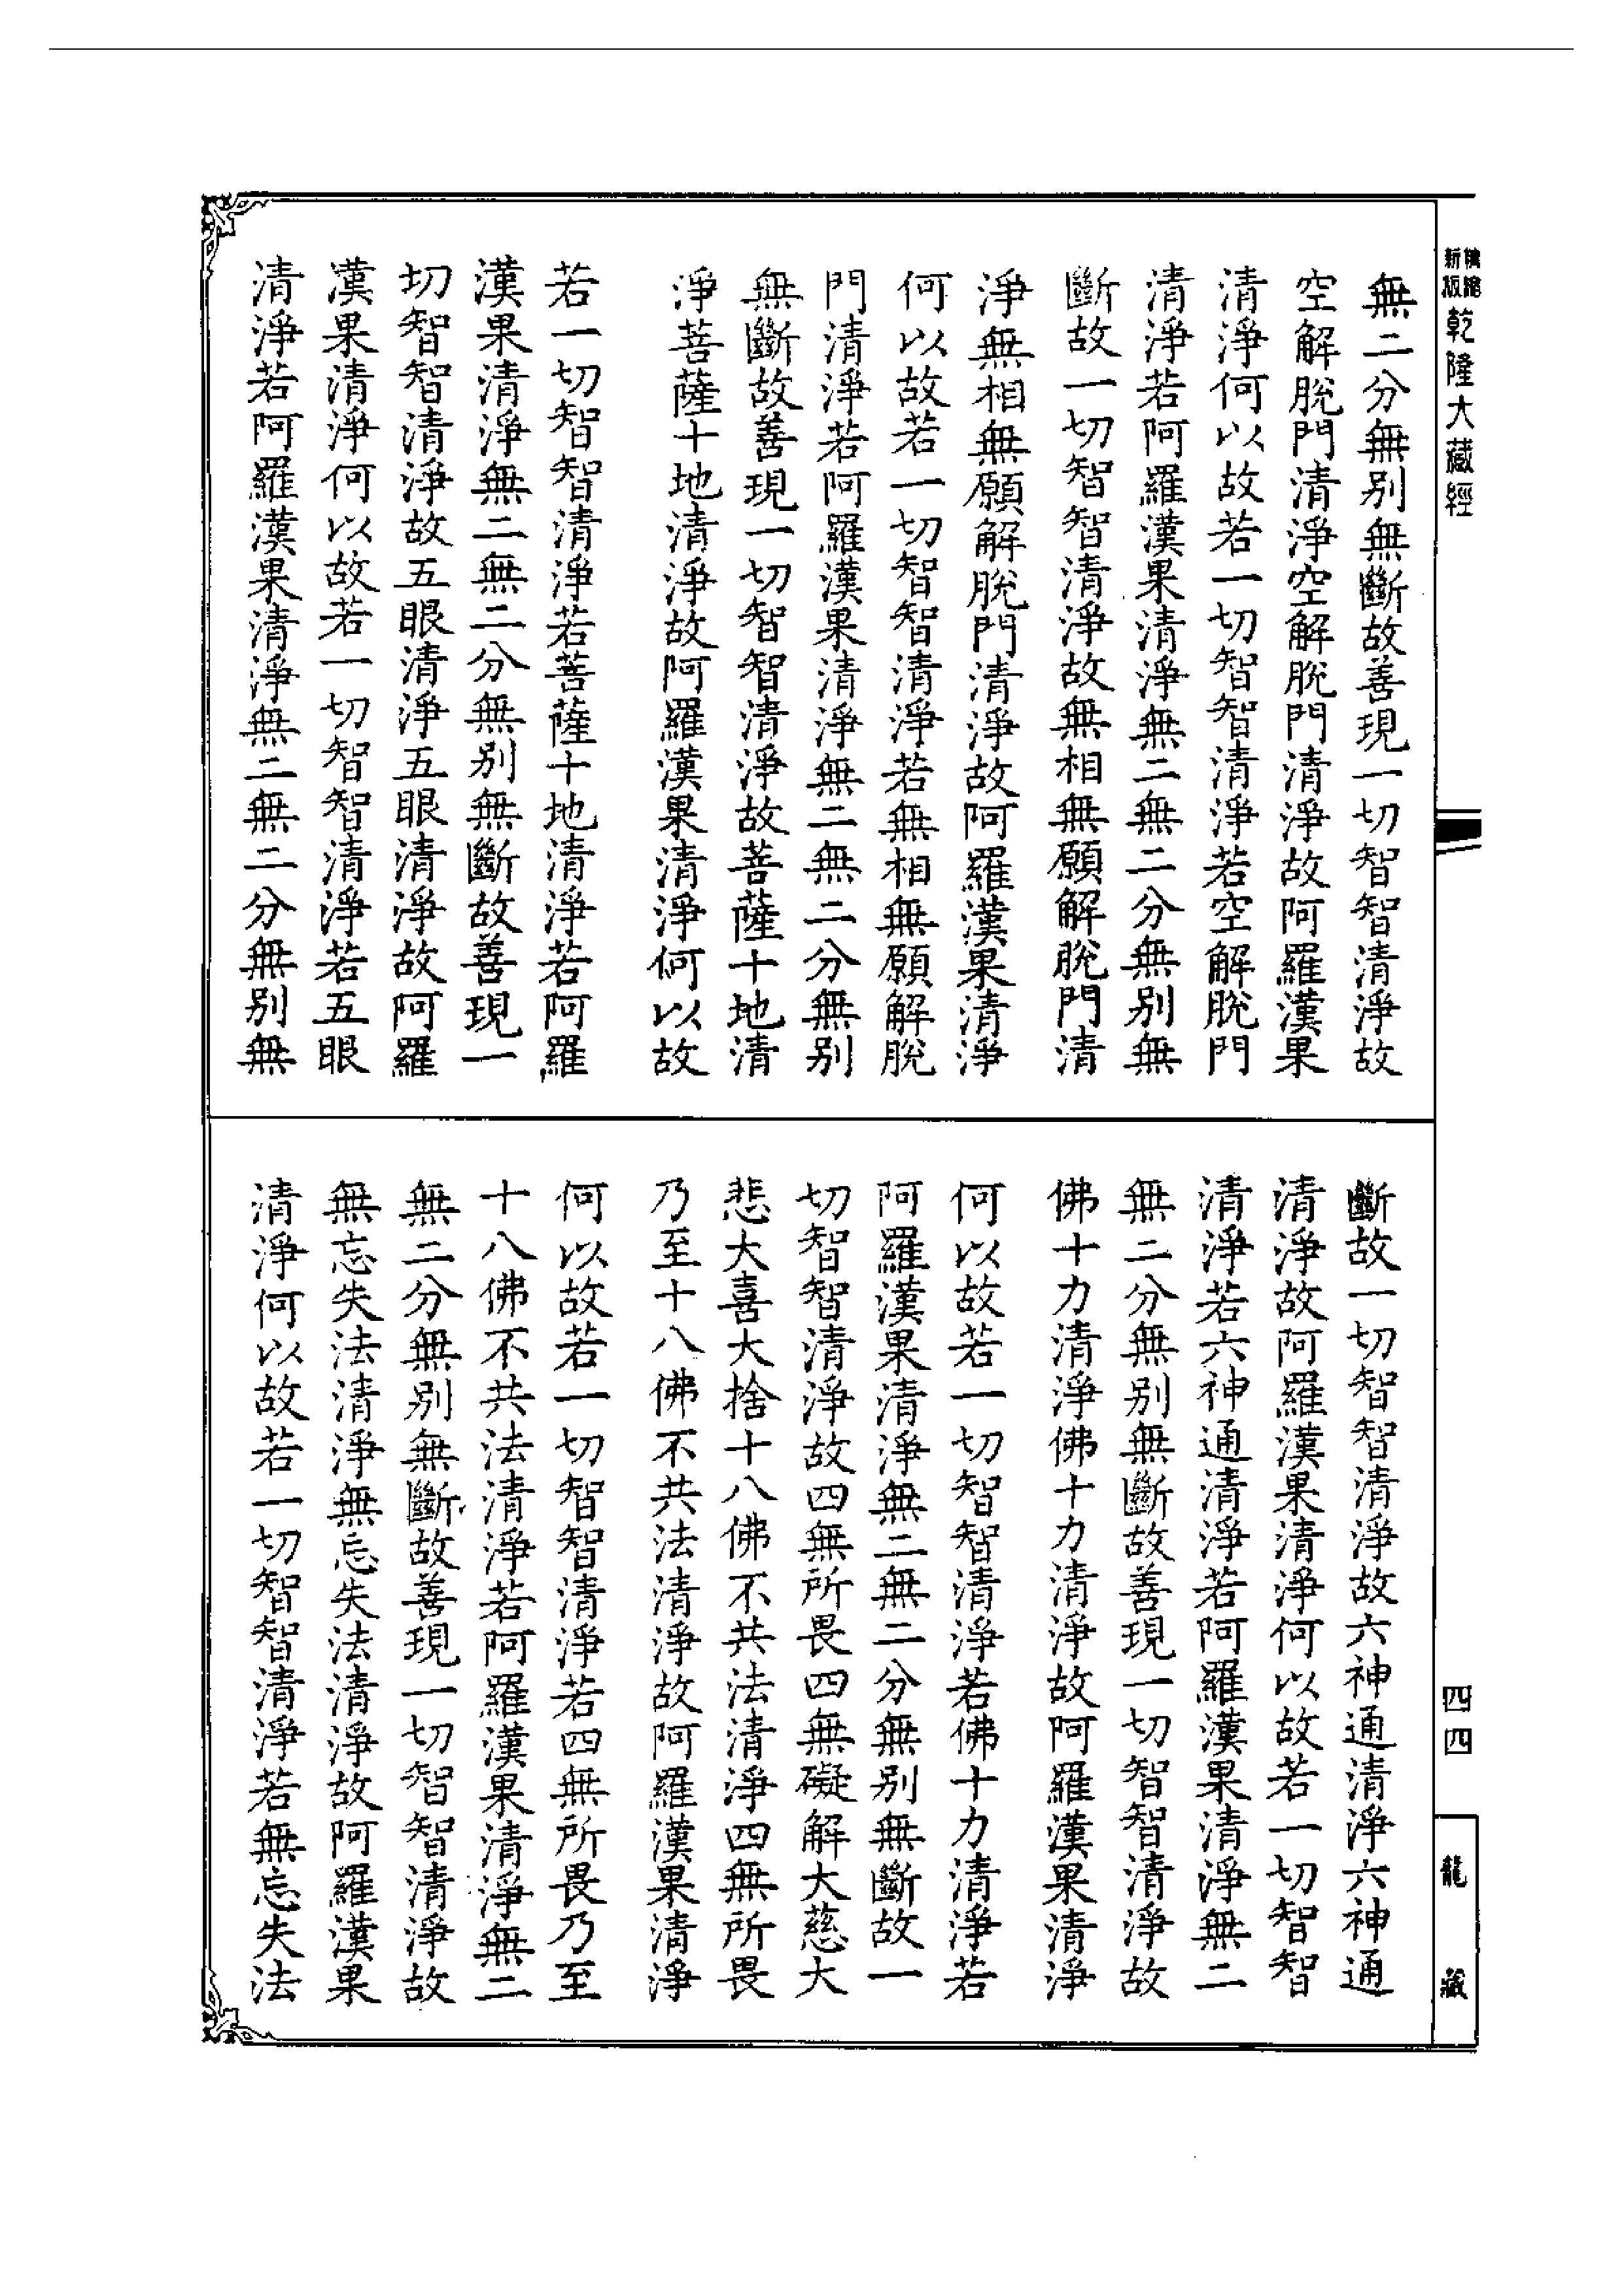 無二分無別無斷故善現一切智智清淨故
空解脫門清淨空解脫門清淨故阿羅漢果
清淨何以故若一切智智清淨若空解脫門
清淨若阿羅漢果清淨無二無二分無別無
斷故一切智智清淨故無相無願解脫門清
淨無相無願解脫門清淨故阿羅漢果清淨
何以故若一切智智清淨若無相無願解脫
門清淨若阿羅漢果清淨無二無二分無別
無斷故善現一切智智清淨故菩薩十地清
淨菩薩十地清淨故阿羅漢果清淨何以故
若一切智智清淨若菩薩十地清淨若阿羅
漢果清淨無二無二分無別無斷故善現一
切智智清淨故五眼清淨五眼清淨故阿羅
漢果清淨何以故若一切智智清淨若五眼
清淨若阿羅漢果清淨無二無二分無別無
斷故一切智智清淨故六神通清淨六神通
清淨故阿羅漢果清淨何以故若一切智智
清淨若六神通清淨若阿羅漢果清淨無二
無二分無別無斷故善現一切智智清淨故
佛十力清淨佛十力清淨故阿羅漢果清淨
何以故若一切智智清淨若佛十力清淨若
阿羅漢果清淨無二無二分無別無斷故一
切智智清淨故四無所畏四無礙解大慈大
悲大喜大捨十八佛不共法清淨四無所畏
乃至十八佛不共法清淨故阿羅漢果清淨
何以故若一切智智清淨若四無所畏乃至
十八佛不共法清淨若阿羅漢果清淨無二
無二分無別無斷故善現一切智智清淨故
無忘失法清淨無忘失法清淨故阿羅漢果
清淨何以故若一切智智清淨若無忘失法
新版
乾隆大藏經
四四
龍藏